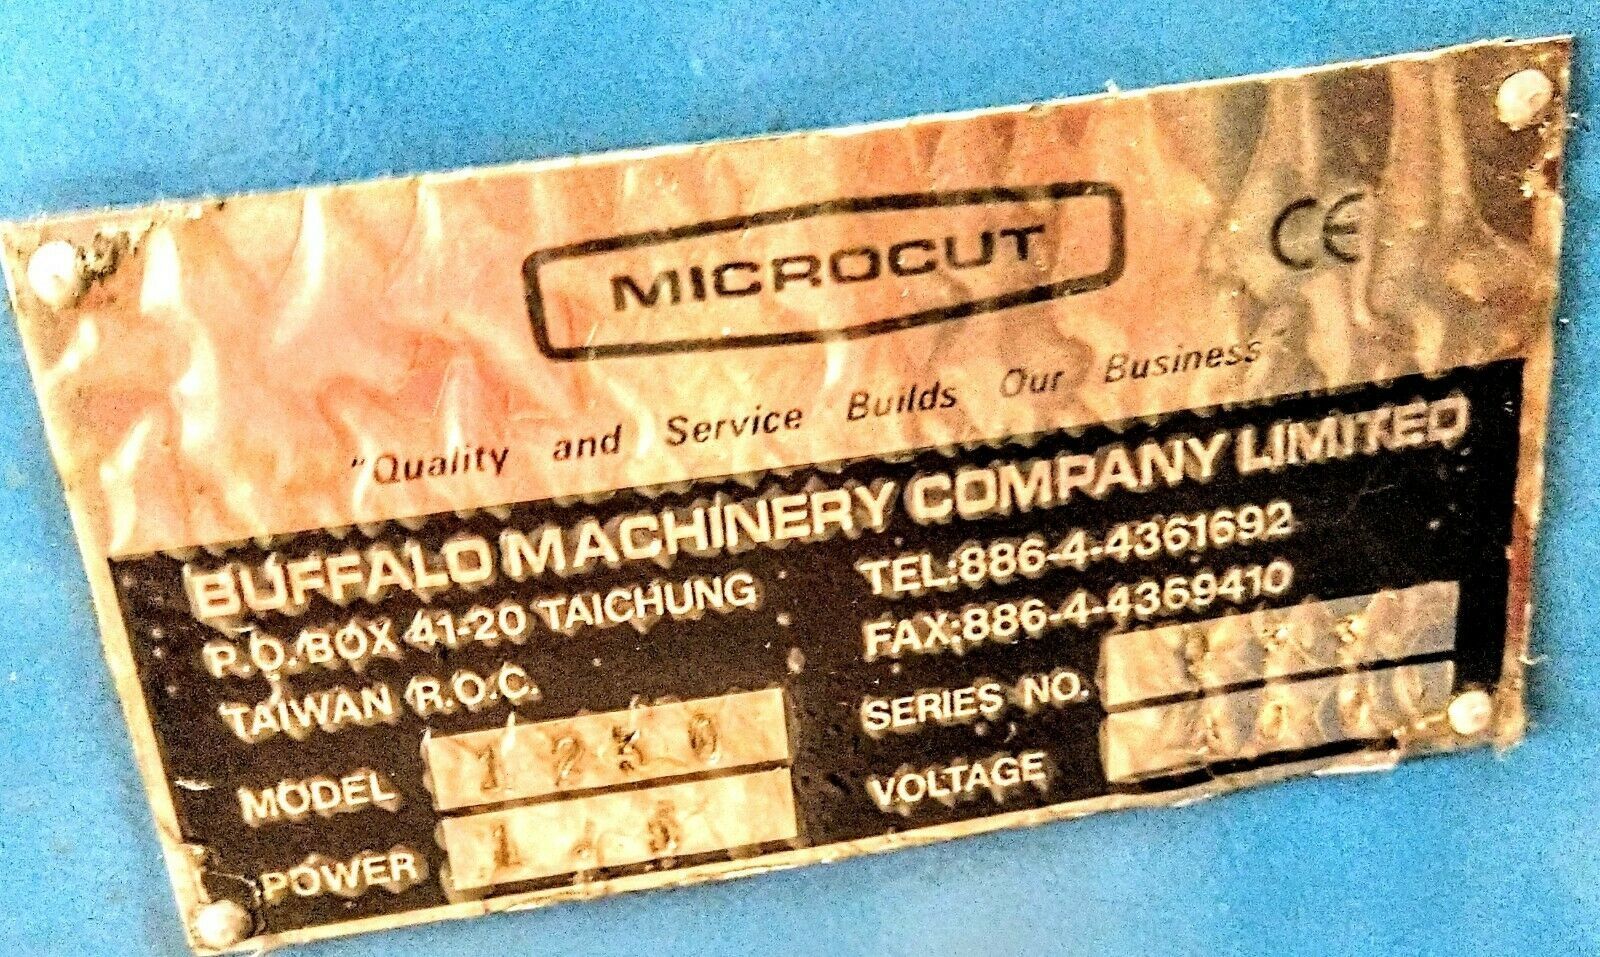 MICROCUT
CE
"Quality and Service Builds Our Business
BUFFALO MACHINERY COMPANY LIMITED
P.O.BOX 41-20 TAICHUNG
TAIWAN R.O.C.
TEL:886-4-4361692
FAX:886-4-4369410
MODEL 1230
POWER
SERIES NO.
VOLTAGE